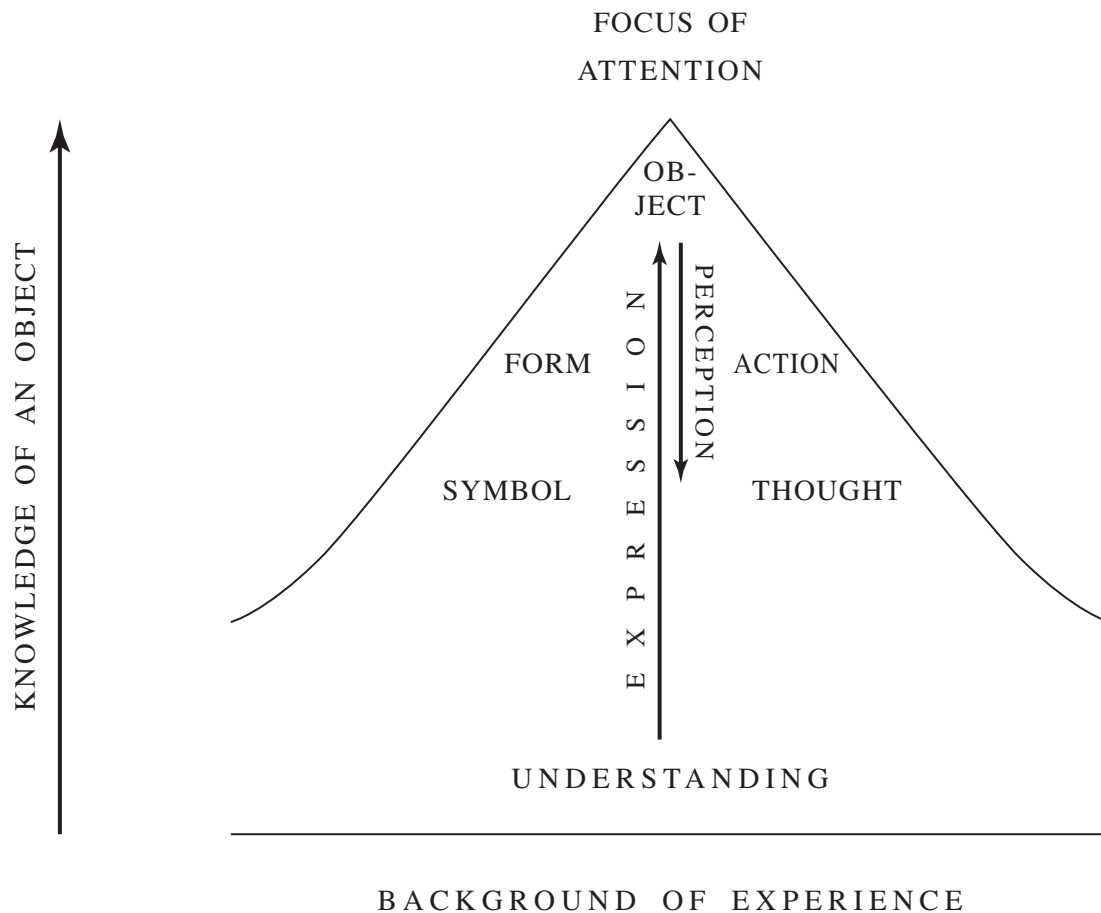 FOCUS OF
ATTENTION
OB-
JECT
KNOWLEDGE OF AN OBJECT
EXPRESSION
PERCEPTION
FORM
ACTION
SYMBOL
THOUGHT
UNDERSTANDING
BACKGROUND OF EXPERIENCE